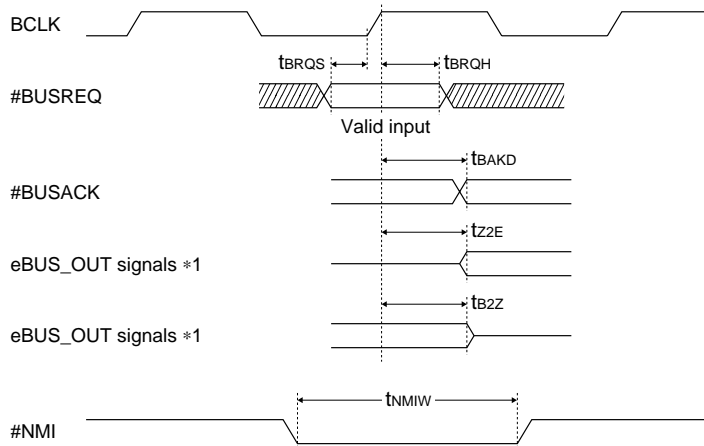 BCLK
tBRQS tBRQH
#BUSREQ
Valid input
tBAKD
#BUSACK
tZ2E
eBUS_OUT signals *1
tB2Z
eBUS_OUT signals *1
tNMIW
#NMI